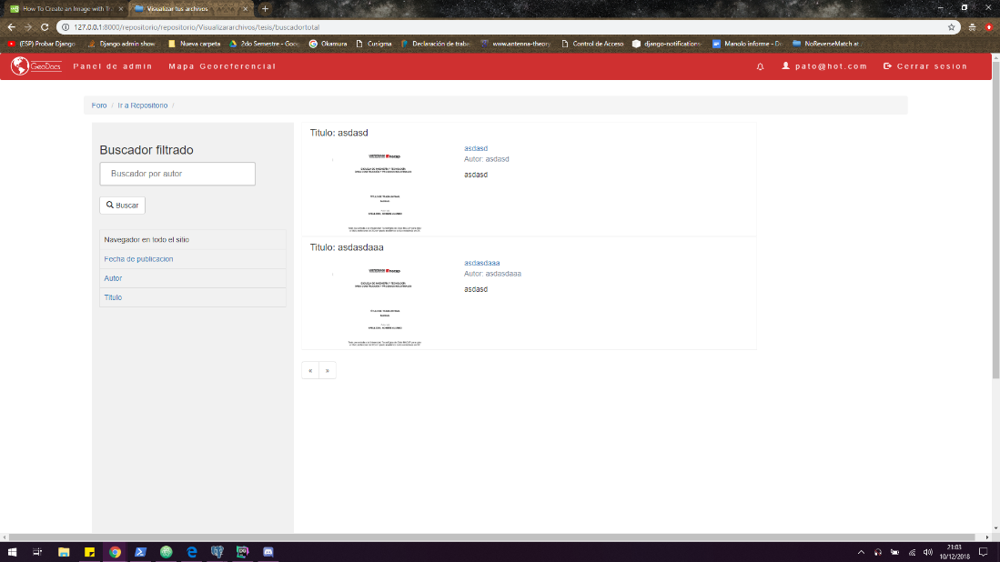 How To Create an Image with Tr
Visualizar tus archivos
127.0.0.1:8000/repositorio/repositorio/Visualizararchivos/tesis/buscadortotal
(ESP) Probar Django
Django admin show
Nueva carpeta
2do Semestre - Goo
Okamura
Cusigma
Declaración de traba
www.antenna-theory
Control de Acceso
django-notifications
Manolo informe - Do
NoReverseMatch at
GeoDocs
Panel de admin
Mapa Georeferencial
pato@hot.com
Cerrar sesion
Foro / Ir a Repositorio /
Buscador filtrado
Buscador por autor
Buscar
Navegador en todo el sitio
Fecha de publicacion
Autor
Titulo
Titulo: asdasd
asdasd
Autor: asdasd
asdasd
Titulo: asdasdaaa
asdasdaaa
Autor: asdasdaaa
asdasd
« »
21:03
10/12/2018